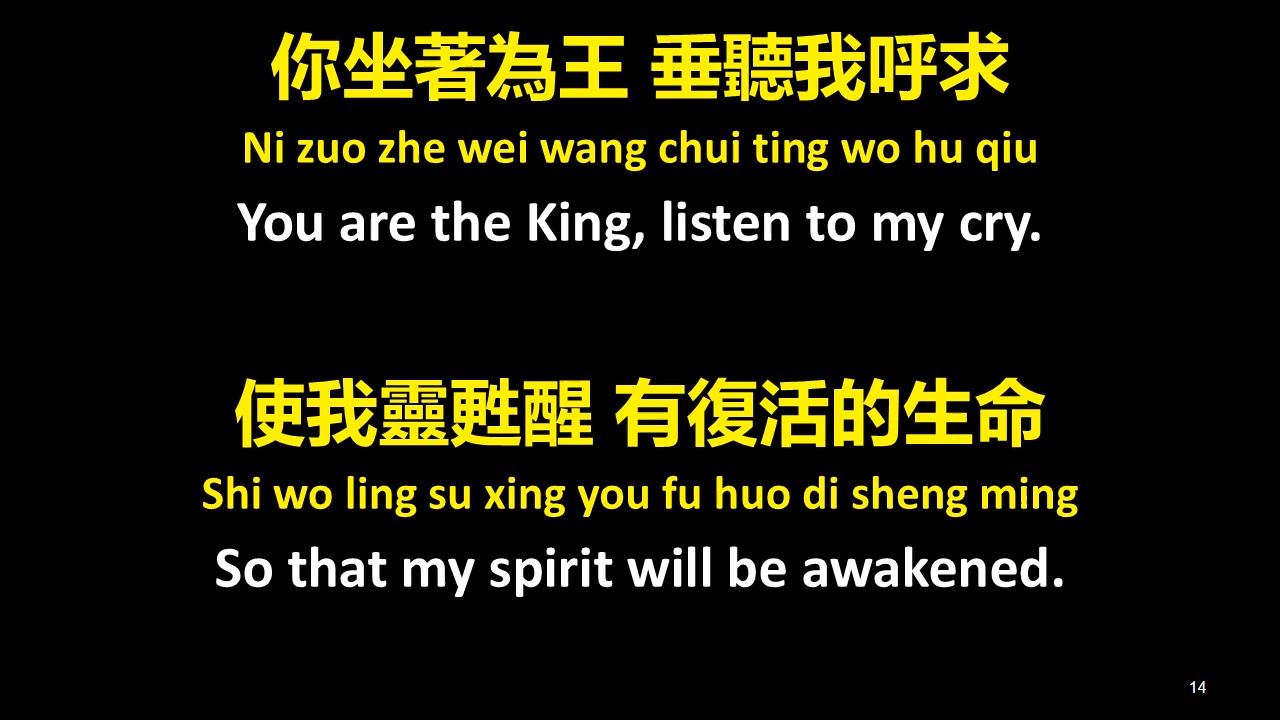 你坐著為王 垂聽我呼求
Ni zuo zhe wei wang chui ting wo hu qiu
You are the King, listen to my cry.
使我靈甦醒 有復活的生命
Shi wo ling su xing you fu huo di sheng ming
So that my spirit will be awakened.
14